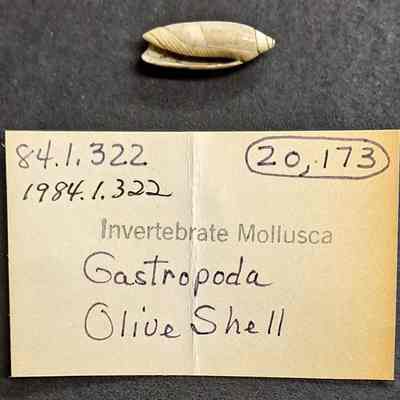 84.1.322
20,173
1984.1.322
Invertebrate Mollusca
Gastropoda
Olive Shell